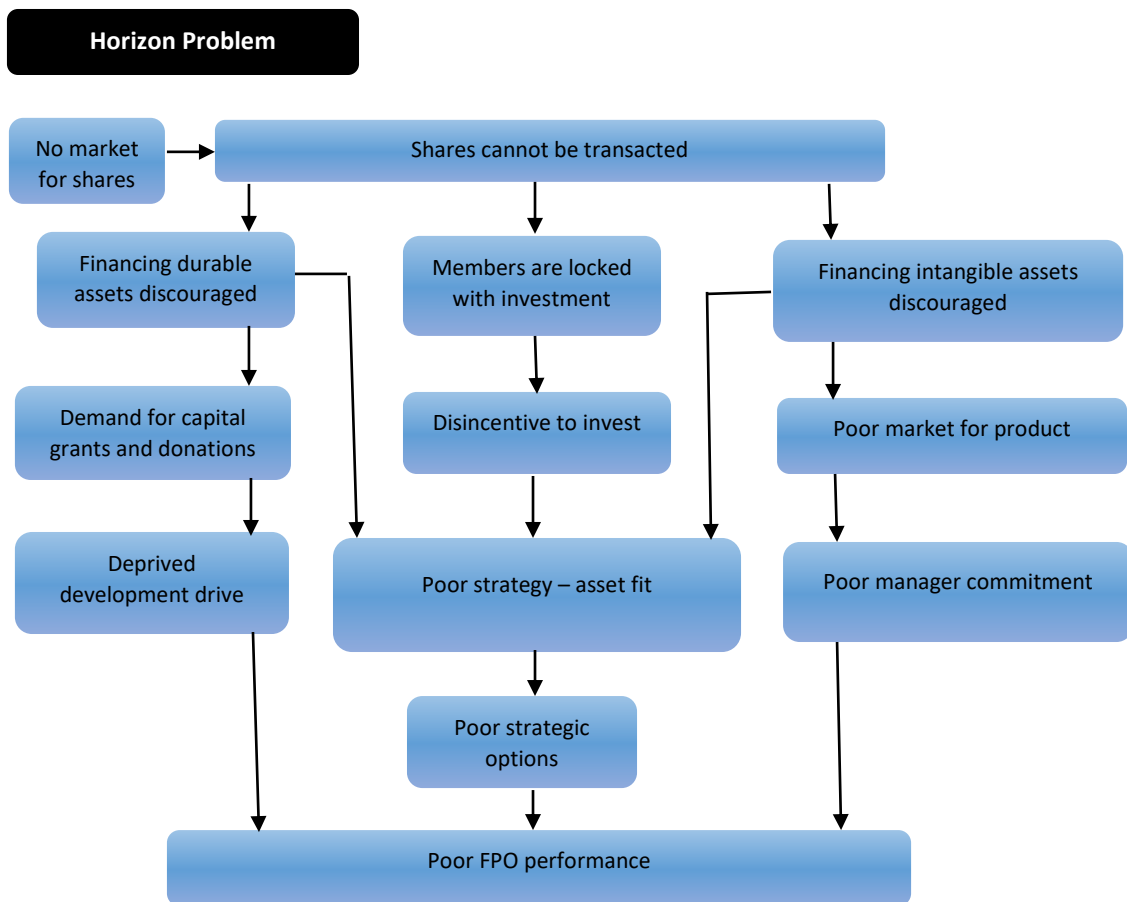 Horizon Problem
No market
for shares
Shares cannot be transacted
Financing durable
assets discouraged
Members are locked
with investment
Financing intangible assets
discouraged
Demand for capital
grants and donations
Disincentive to invest
Poor market for product
Deprived
development drive
Poor strategy – asset fit
Poor manager commitment
Poor strategic
options
Poor FPO performance